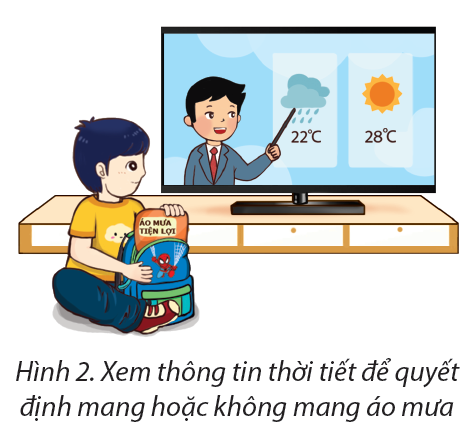 22℃
28℃
ÁO MƯA
TIỆN LỢI
Hình 2. Xem thông tin thời tiết để quyết
định mang hoặc không mang áo mưa